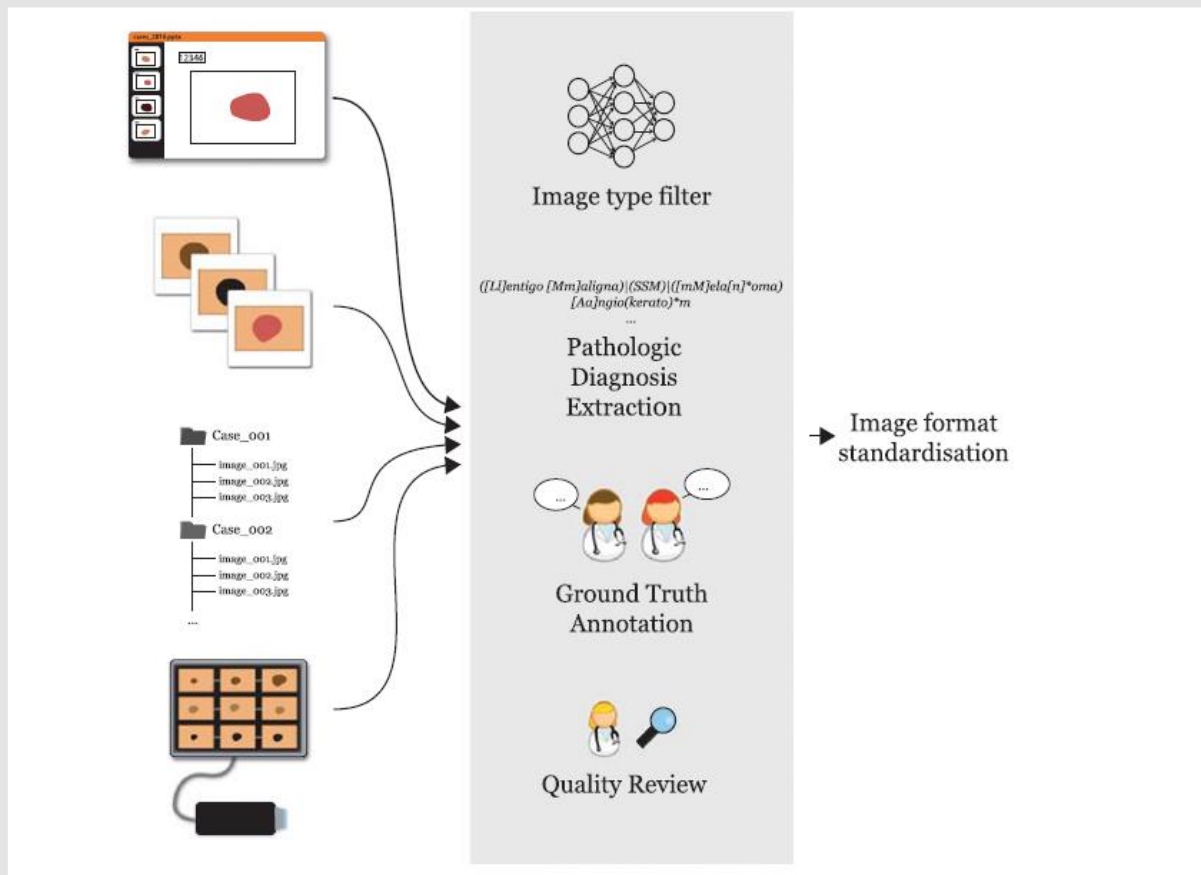 cases_2016.pptx
12346
Case_001
image_001.jpg
image_002.jpg
image_003.jpg
Case_002
image_001.jpg
image_002.jpg
image_003.jpg
...
Image type filter
([Ll]entigo [Mm]aligna)|(SSM)|([mM]ela[n]*oma)
[Aa]ngio(kerato)*m
...
Pathologic
Diagnosis
Extraction
...
...
Ground Truth
Annotation
Quality Review
Image format
standardisation